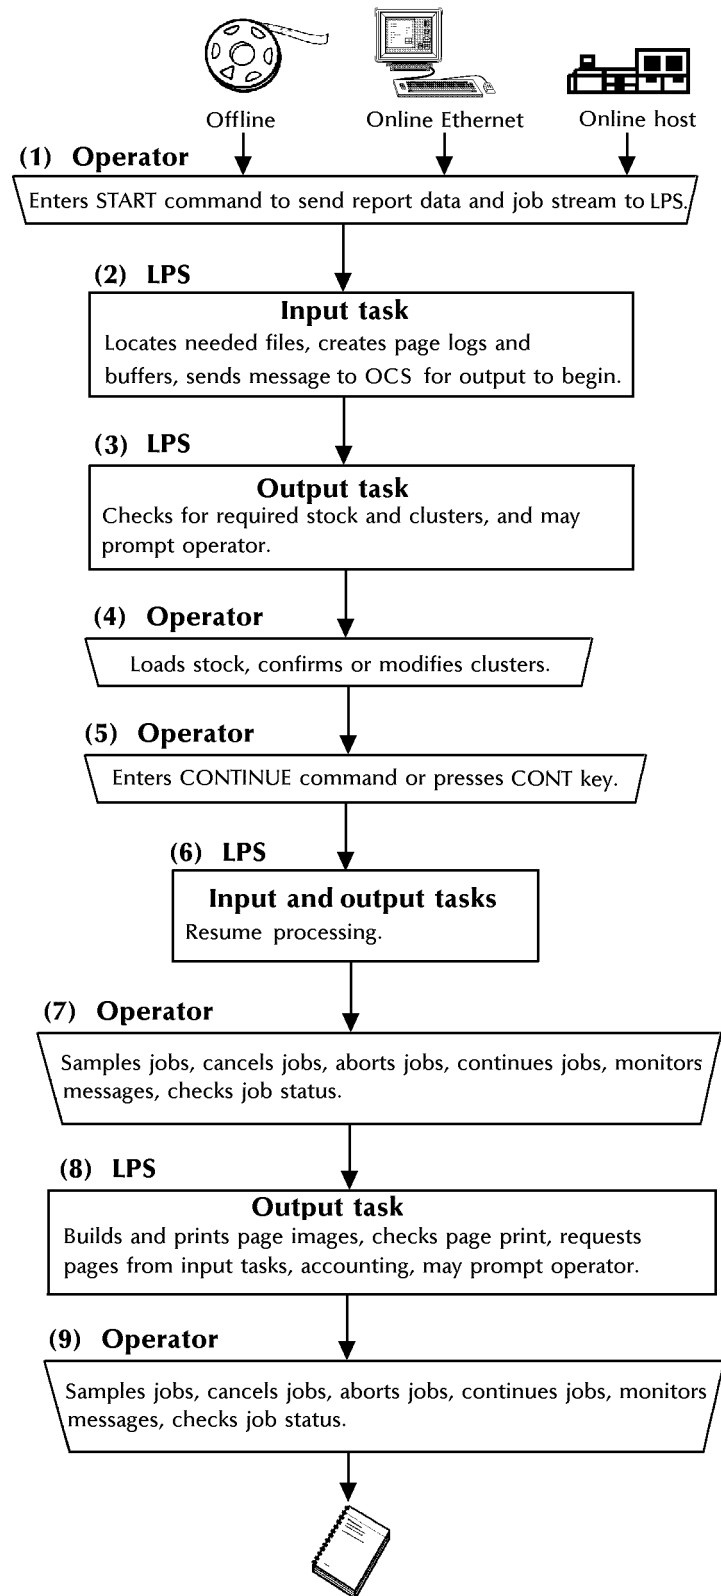 Offline
Online Ethernet
Online host
(1) Operator
Enters START command to send report data and job stream to LPS.
(2) LPS
Input task
Locates needed files, creates page logs and
buffers, sends message to OCS for output to begin.
(3) LPS
Output task
Checks for required stock and clusters, and may
prompt operator.
(4) Operator
Loads stock, confirms or modifies clusters.
(5) Operator
Enters CONTINUE command or presses CONT key.
(6) LPS
Input and output tasks
Resume processing.
(7) Operator
Samples jobs, cancels jobs, aborts jobs, continues jobs, monitors
messages, checks job status.
(8) LPS
Output task
Builds and prints page images, checks page print, requests
pages from input tasks, accounting, may prompt operator.
(9) Operator
Samples jobs, cancels jobs, aborts jobs, continues jobs, monitors
messages, checks job status.